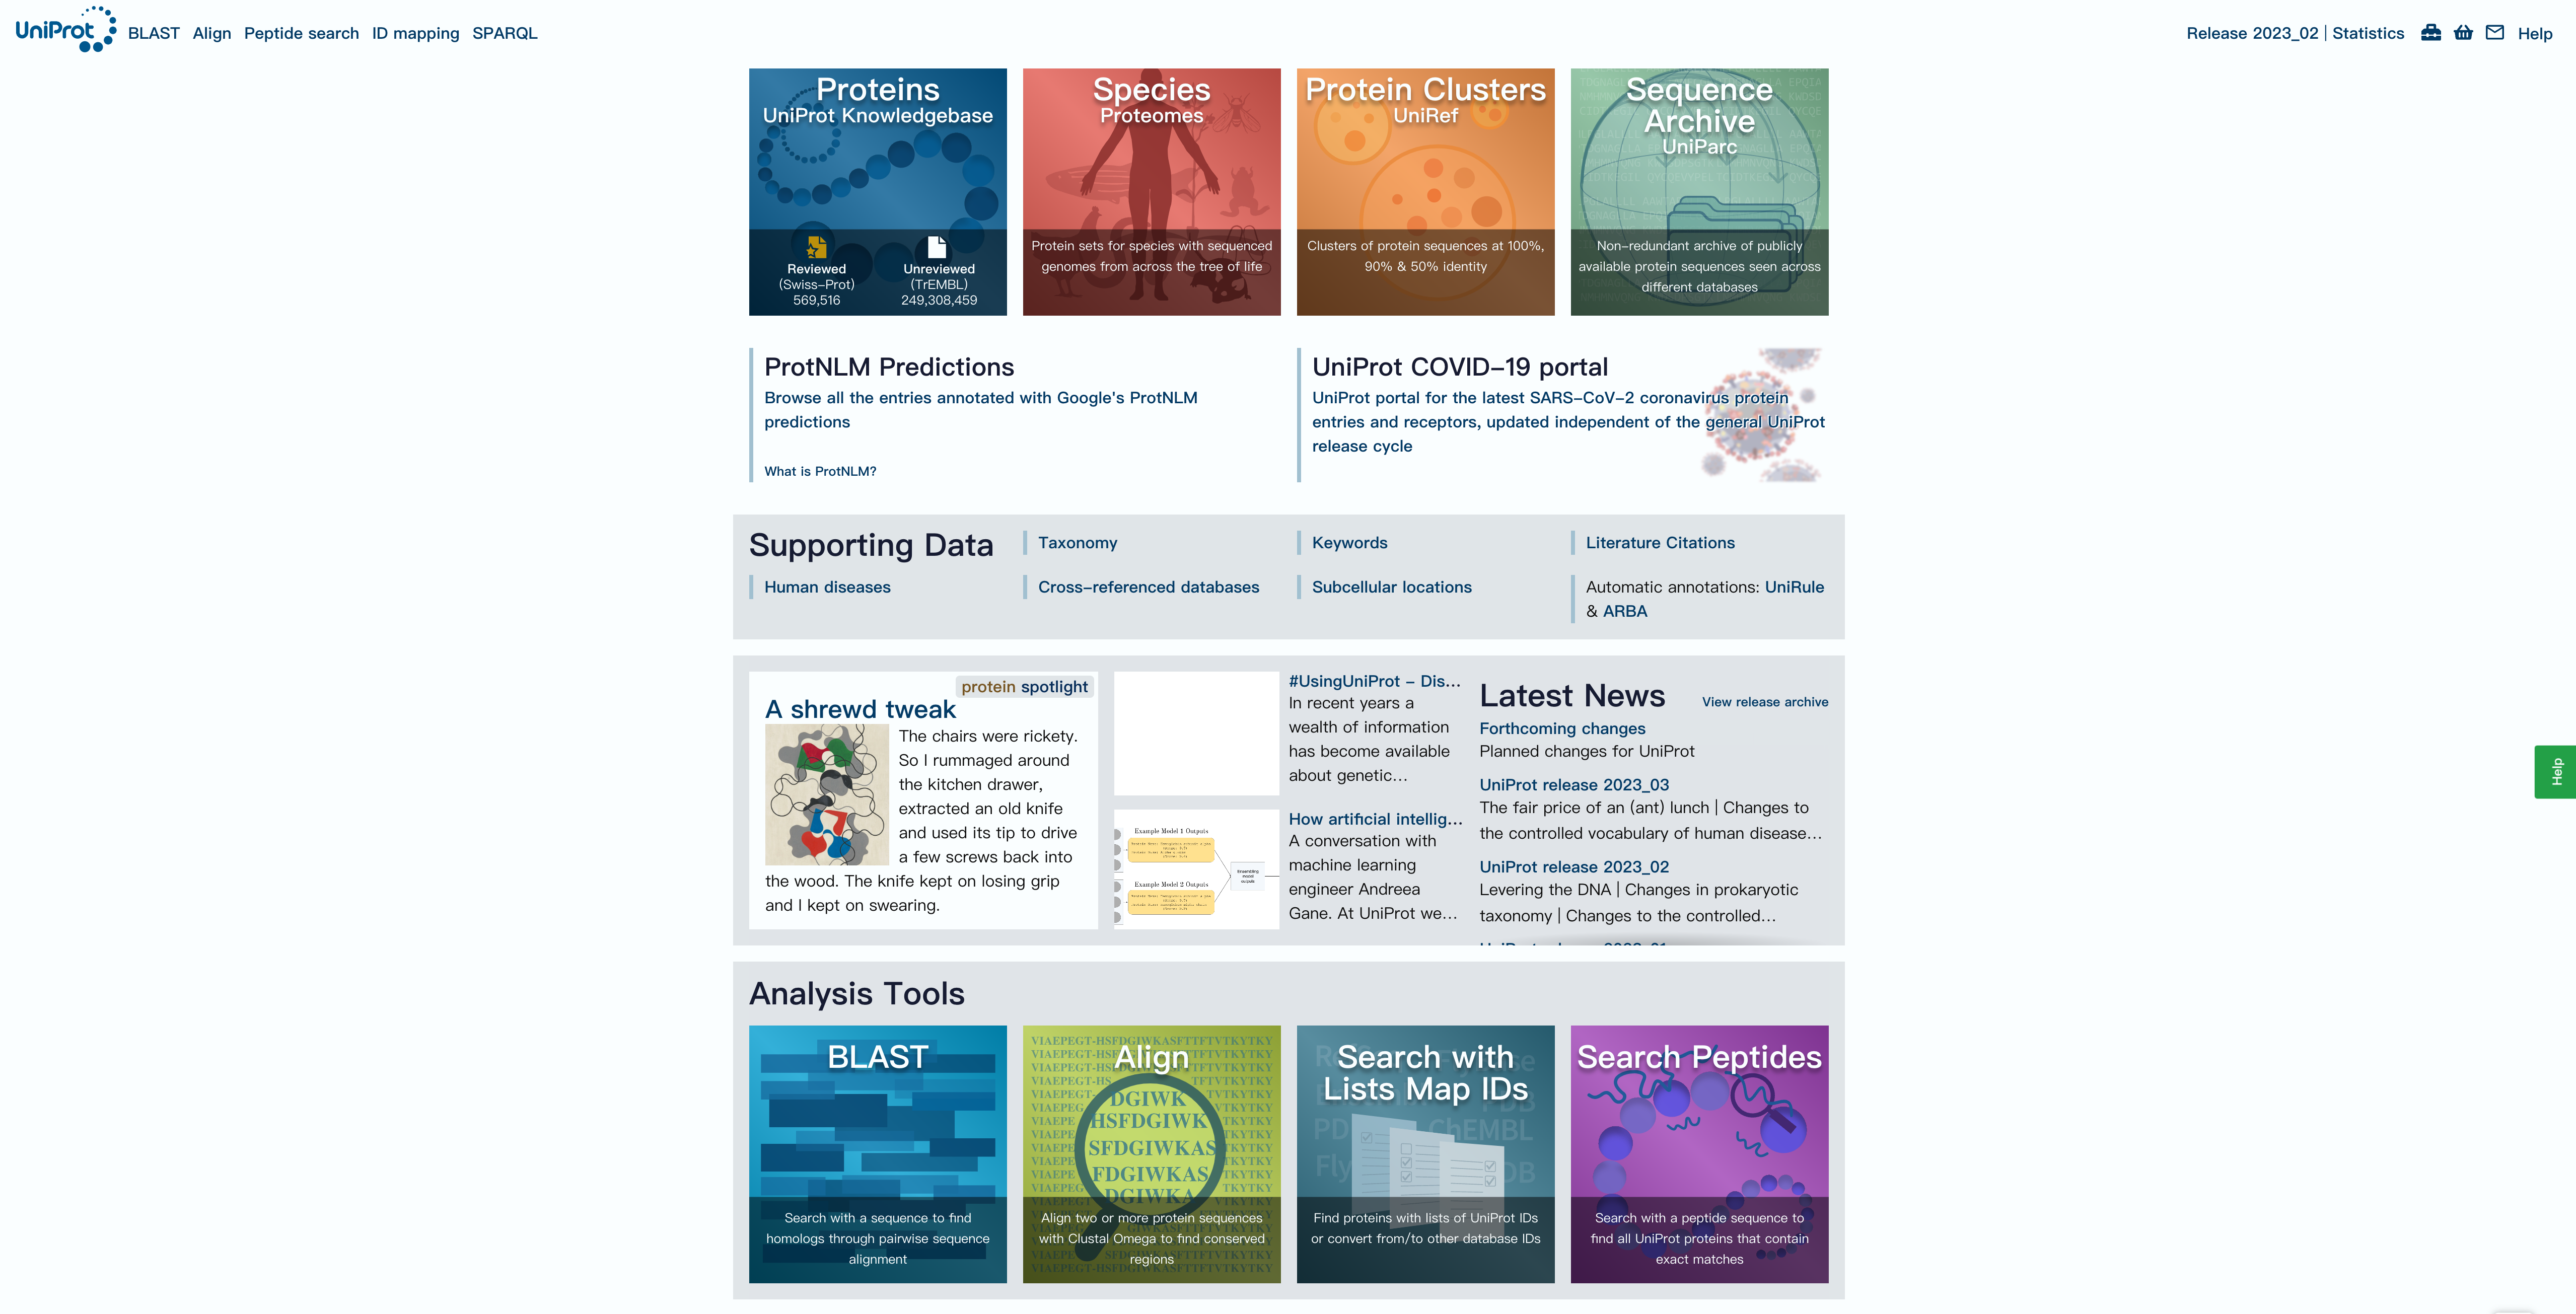 UniProt BLAST Align Peptide search ID mapping SPARQL
Release 2023_02 | Statistics Help
Proteins
UniProt Knowledgebase
Reviewed
(Swiss-Prot)
569,516
Unreviewed
(TrEMBL)
249,308,459
Species
Proteomes
Protein sets for species with sequenced
genomes from across the tree of life
Protein Clusters
UniRef
Clusters of protein sequences at 100%,
90% & 50% identity
Sequence
Archive
UniParc
Non-redundant archive of publicly
available protein sequences seen across
different databases
ProtNLM Predictions
Browse all the entries annotated with Google's ProtNLM
predictions
What is ProtNLM?
UniProt COVID-19 portal
UniProt portal for the latest SARS-CoV-2 coronavirus protein
entries and receptors, updated independent of the general UniProt
release cycle
Supporting Data
Taxonomy
Keywords
Literature Citations
Human diseases
Cross-referenced databases
Subcellular locations
Automatic annotations: UniRule
& ARBA
protein spotlight
A shrewd tweak
The chairs were rickety.
So I rummaged around
the kitchen drawer,
extracted an old knife
and used its tip to drive
a few screws back into
the wood. The knife kept on losing grip
and I kept on swearing.
#UsingUniProt - Dis...
In recent years a
wealth of information
has become available
about genetic...
Example Model 1 Outputs
Example Model 2 Outputs
How artificial intellig...
A conversation with
machine learning
engineer Andreea
Gane. At UniProt we...
Latest News
View release archive
Forthcoming changes
Planned changes for UniProt
UniProt release 2023_03
The fair price of an (ant) lunch | Changes to
the controlled vocabulary of human disease...
UniProt release 2023_02
Levering the DNA | Changes in prokaryotic
taxonomy | Changes to the controlled...
Analysis Tools
BLAST
Search with a sequence to find
homologs through pairwise sequence
alignment
Align
DGIWK
HSFDGIWK
SFDGIWKAS
FDGIWKAS
DGIWKA
Align two or more protein sequences
with Clustal Omega to find conserved
regions
Search with
Lists Map IDs
ChEMBL
Find proteins with lists of UniProt IDs
or convert from/to other database IDs
Search Peptides
Search with a peptide sequence to
find all UniProt proteins that contain
exact matches
Help